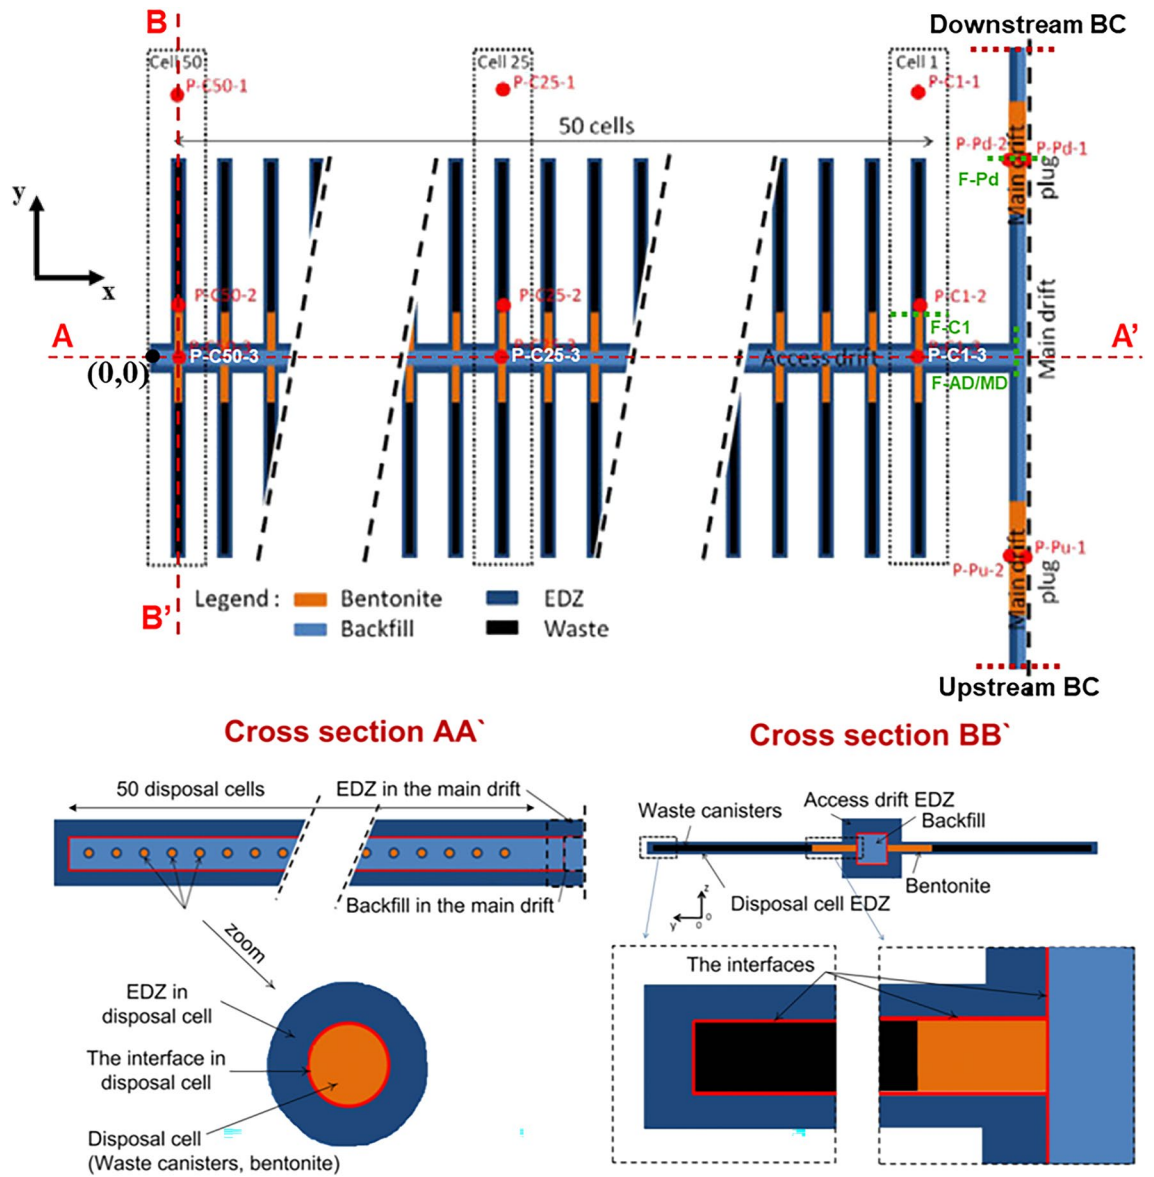 B
Downstream BC
Cell 50
Cell 25
Cell 1
P-C50-1
P-C25-1
P-C1-1
50 cells
P-Pd-2
P-Pd-1
F-Pd
Main drift
plug
y
x
P-C50-2
P-C25-2
P-C1-2
F-C1
A
A'
(0,0)
P-C50-3
P-C25-3
Access drift
P-C1-3
F-AD/MD
Main drift
P-Pu-1
P-Pu-2
Main drift
plug
Legend :
Bentonite
EDZ
Backfill
Waste
B'
Upstream BC
Cross section AA`
Cross section BB`
50 disposal cells
EDZ in the main drift
Backfill in the main drift
zoom
EDZ in
disposal cell
The interface in
disposal cell
Disposal cell
(Waste canisters, bentonite)
Waste canisters
Access drift EDZ
Backfill
Bentonite
Disposal cell EDZ
z
y
0
0
The interfaces